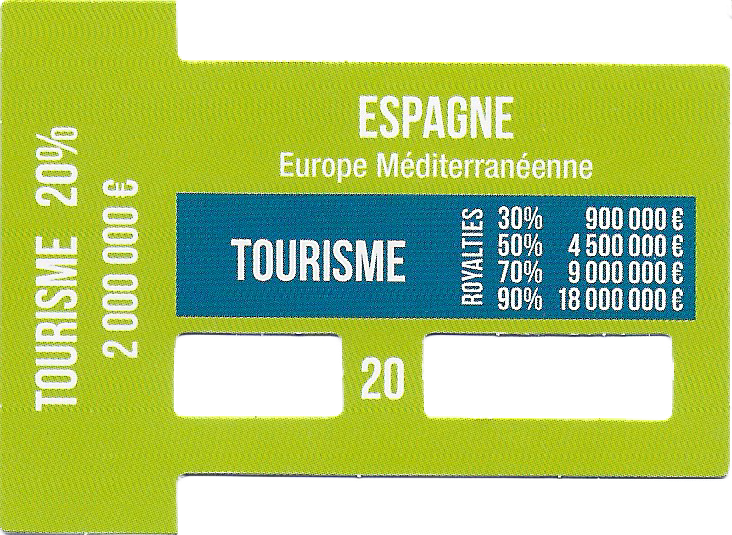 TOURISME 20%
2 000 000 €
ESPAGNE
Europe Méditerranéenne
TOURISME
ROYALTIES
30% 900 000 €
50% 4 500 000 €
70% 9 000 000 €
90% 18 000 000 €
20